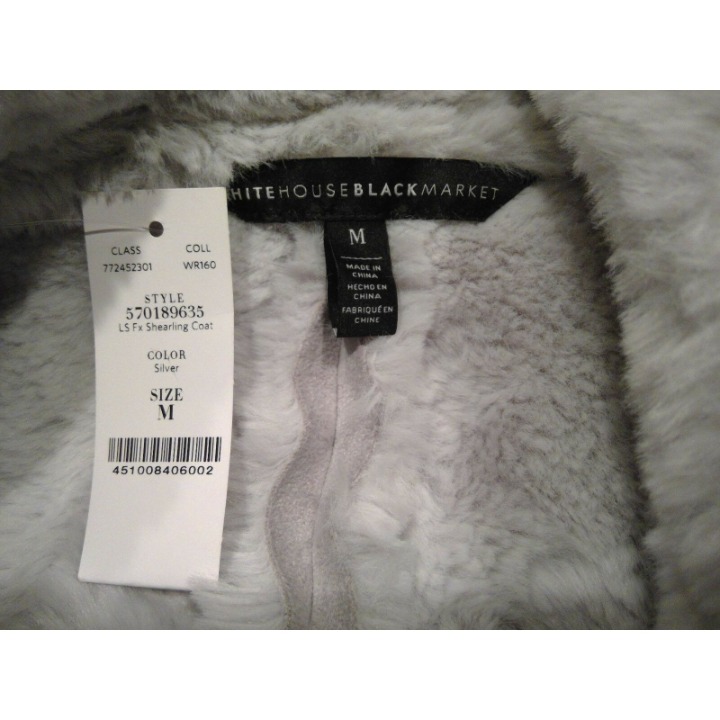 HITEHOUSEBLACKMARKET
M
MADE IN
CHINA
HECHO EN
CHINA
FABRIQUÉ EN
CHINE
CLASS COLL
772452301 WR160
STYLE
570189635
LS Fx Shearling Coat
COLOR
Silver
SIZE
M
451008406002